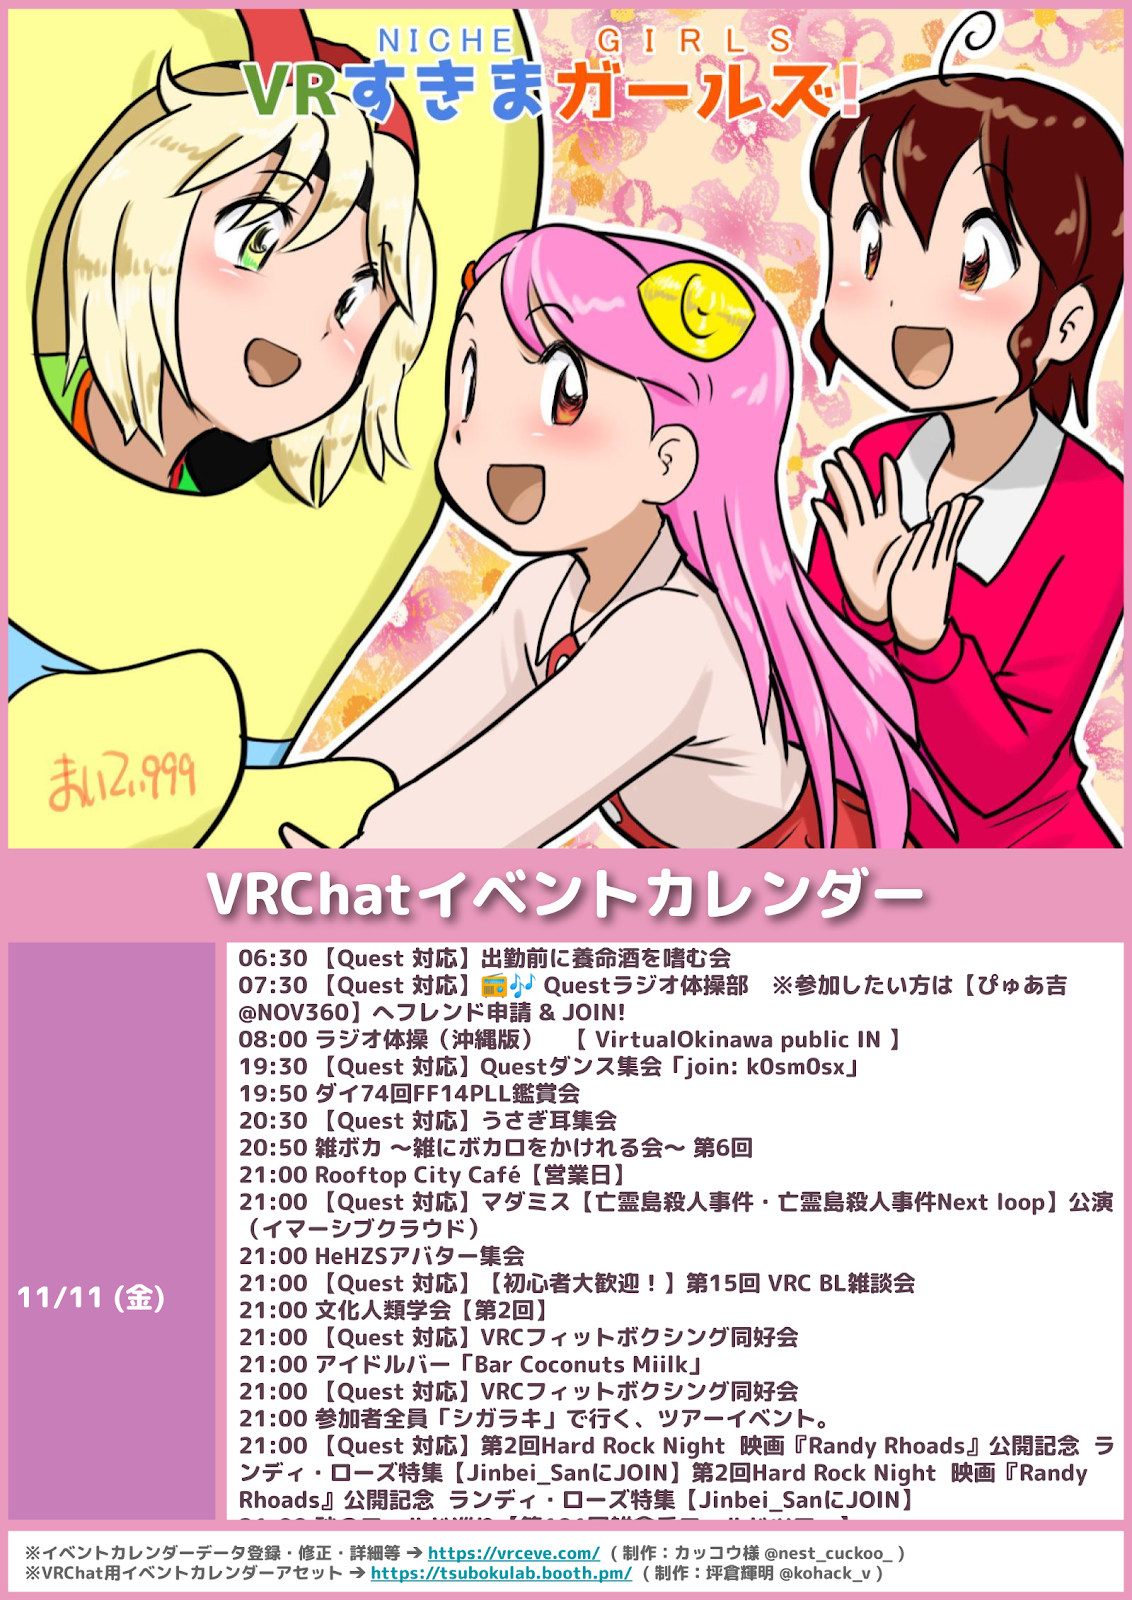 NICHE GIRLS
VRすきまガールズ!
まいてぃ999
VRChatイベントカレンダー
11/11 (金)
06:30 【Quest 対応】出勤前に養命酒を嗜む会
07:30 【Quest 対応】📻🎶 Questラジオ体操部　※参加したい方は【ぴゅあ吉
@NOV360】へフレンド申請 & JOIN!
08:00 ラジオ体操（沖縄版）　【 VirtualOkinawa public IN 】
19:30 【Quest 対応】Questダンス集会「join: k0sm0sx」
19:50 ダイ74回FF14PLL鑑賞会
20:30 【Quest 対応】うさぎ耳集会
20:50 雑ボカ ～雑にボカロをかけれる会～ 第6回
21:00 Rooftop City Café【営業日】
21:00 【Quest 対応】マダミス【亡霊島殺人事件・亡霊島殺人事件Next loop】公演
（イマーシブクラウド）
21:00 HeHZSアバター集会
21:00 【Quest 対応】【初心者大歓迎！】第15回 VRC BL雑談会
21:00 文化人類学会【第2回】
21:00 【Quest 対応】VRCフィットボクシング同好会
21:00 アイドルバー「Bar Coconuts Miilk」
21:00 【Quest 対応】VRCフィットボクシング同好会
21:00 参加者全員「シガラキ」で行く、ツアーイベント。
21:00 【Quest 対応】第2回Hard Rock Night 映画『Randy Rhoads』公開記念 ラ
ンディ・ローズ特集【Jinbei_SanにJOIN】第2回Hard Rock Night 映画『Randy
Rhoads』公開記念 ランディ・ローズ特集【Jinbei_SanにJOIN】
※イベントカレンダーデータ登録・修正・詳細等 ➔ https://vrceve.com/ ( 制作：カッコウ様 @nest_cuckoo_ )
※VRChat用イベントカレンダーアセット ➔ https://tsubokulab.booth.pm/ ( 制作：坪倉輝明 @kohack_v )